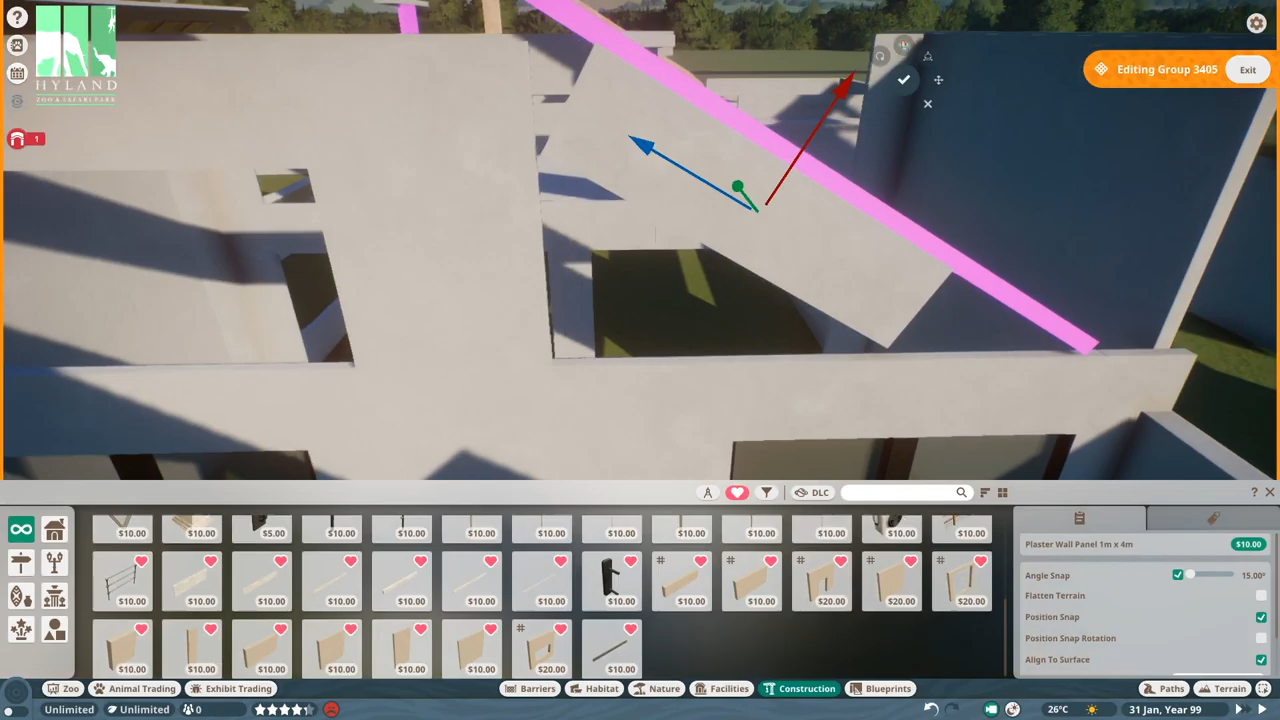 HYLAND
ZOO & SAFARI PARK
1
Editing Group 3405
Exit
DLC
?
$10.00 $10.00 $5.00 $10.00 $10.00 $10.00 $10.00 $10.00 $10.00 $10.00 $10.00 $10.00 $10.00
$10.00 $10.00 $10.00 $10.00 $10.00 $10.00 $10.00 $10.00 $10.00 $10.00 $20.00 $10.00 $20.00
$10.00 $10.00 $10.00 $10.00 $10.00 $10.00 $20.00 $10.00
Plaster Wall Panel 1m x 4m $10.00
Angle Snap 15.00°
Flatten Terrain
Position Snap
Position Snap Rotation
Align To Surface
Zoo Animal Trading Exhibit Trading Barriers Habitat Nature Facilities Construction Blueprints Paths Terrain
Unlimited Unlimited 0 26°C 31 Jan, Year 99